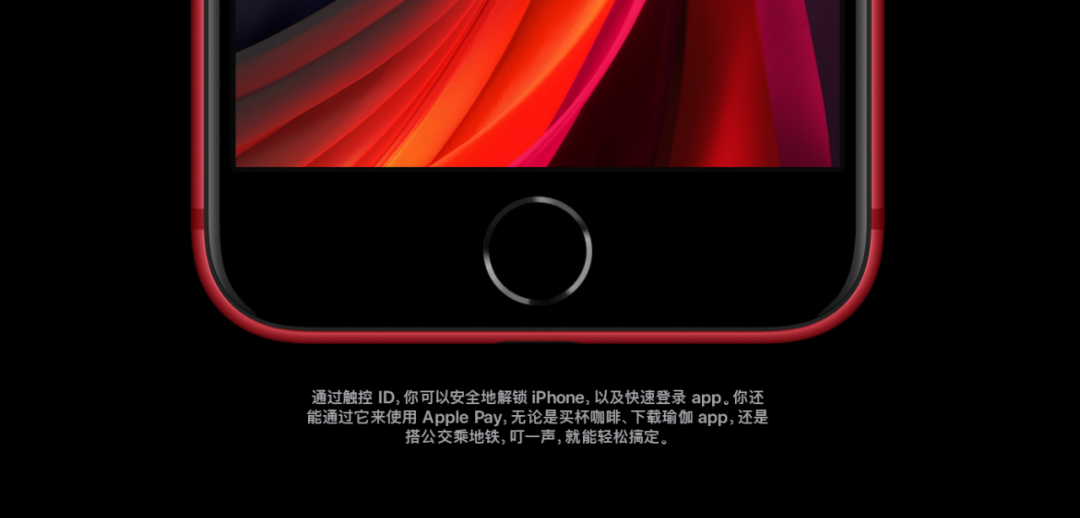 通过触控 ID，你可以安全地解锁 iPhone，以及快速登录 app。你还
能通过它来使用 Apple Pay，无论是买杯咖啡、下载瑜伽 app，还是
搭公交乘地铁，叮一声，就能轻松搞定。